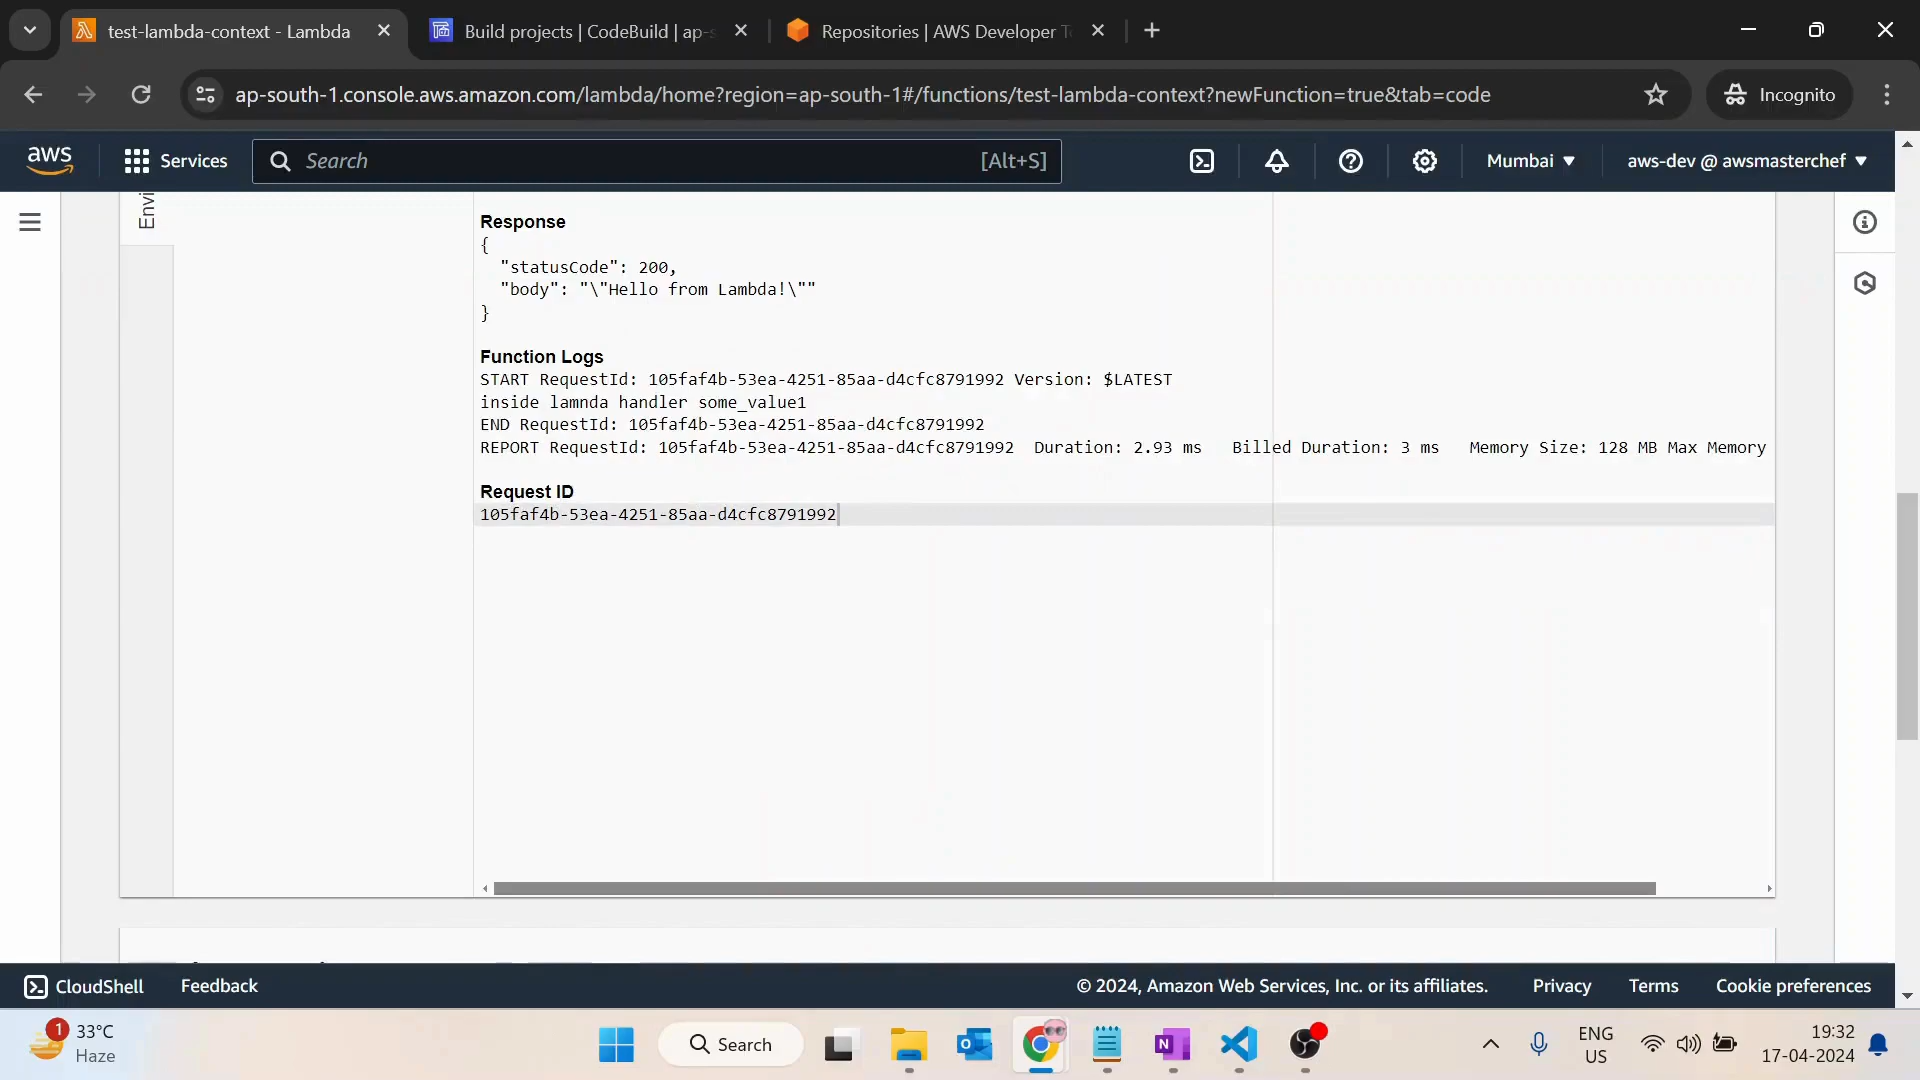 test-lambda-context - Lambda
Build projects | CodeBuild | ap-s
Repositories | AWS Developer T
ap-south-1.console.aws.amazon.com/lambda/home?region=ap-south-1#/functions/test-lambda-context?newFunction=true&tab=code
Incognito
aws
Services
Search
[Alt+S]
Mumbai
aws-dev @ awsmasterchef
Envi
Response
{
"statusCode": 200,
"body": "\"Hello from Lambda!\""
}
Function Logs
START RequestId: 105faf4b-53ea-4251-85aa-d4cfc8791992 Version: $LATEST
inside lamnda handler some_value1
END RequestId: 105faf4b-53ea-4251-85aa-d4cfc8791992
REPORT RequestId: 105faf4b-53ea-4251-85aa-d4cfc8791992 Duration: 2.93 ms Billed Duration: 3 ms Memory Size: 128 MB Max Memory
Request ID
105faf4b-53ea-4251-85aa-d4cfc8791992
CloudShell
Feedback
© 2024, Amazon Web Services, Inc. or its affiliates.
Privacy
Terms
Cookie preferences
1
33°C
Haze
Search
ENG
US
19:32
17-04-2024